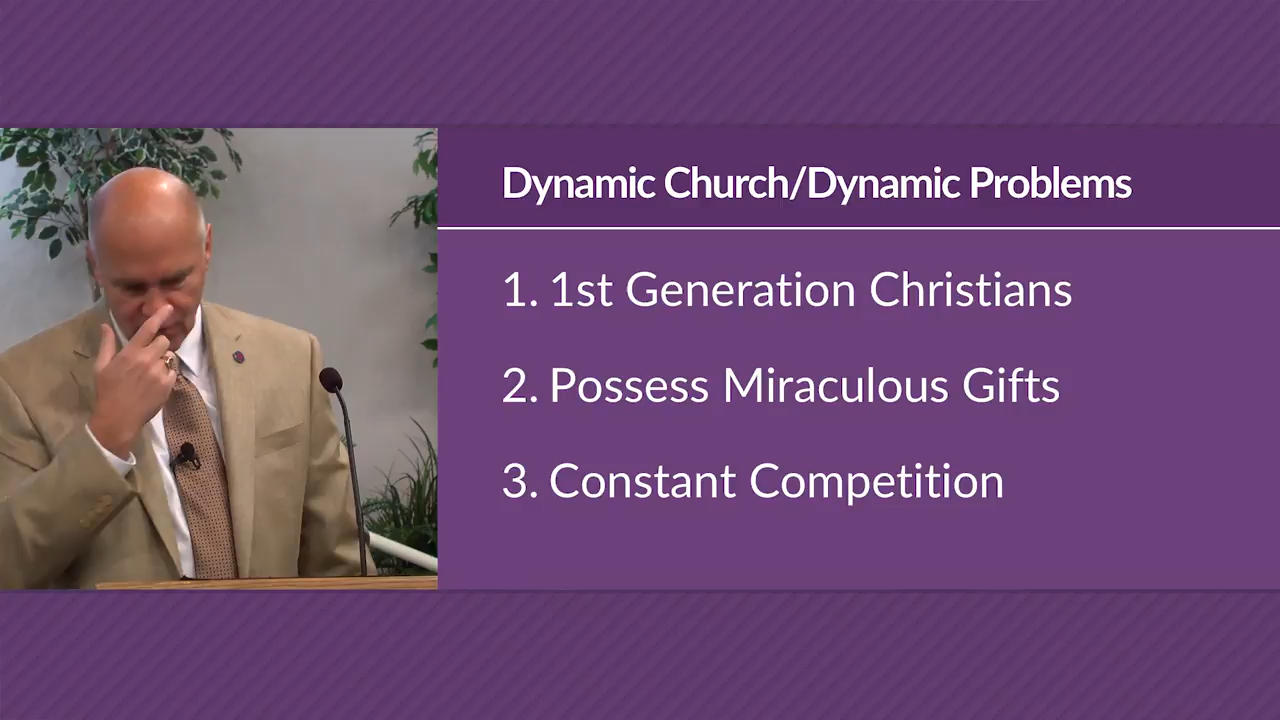 Dynamic Church/Dynamic Problems
1. 1st Generation Christians
2. Possess Miraculous Gifts
3. Constant Competition